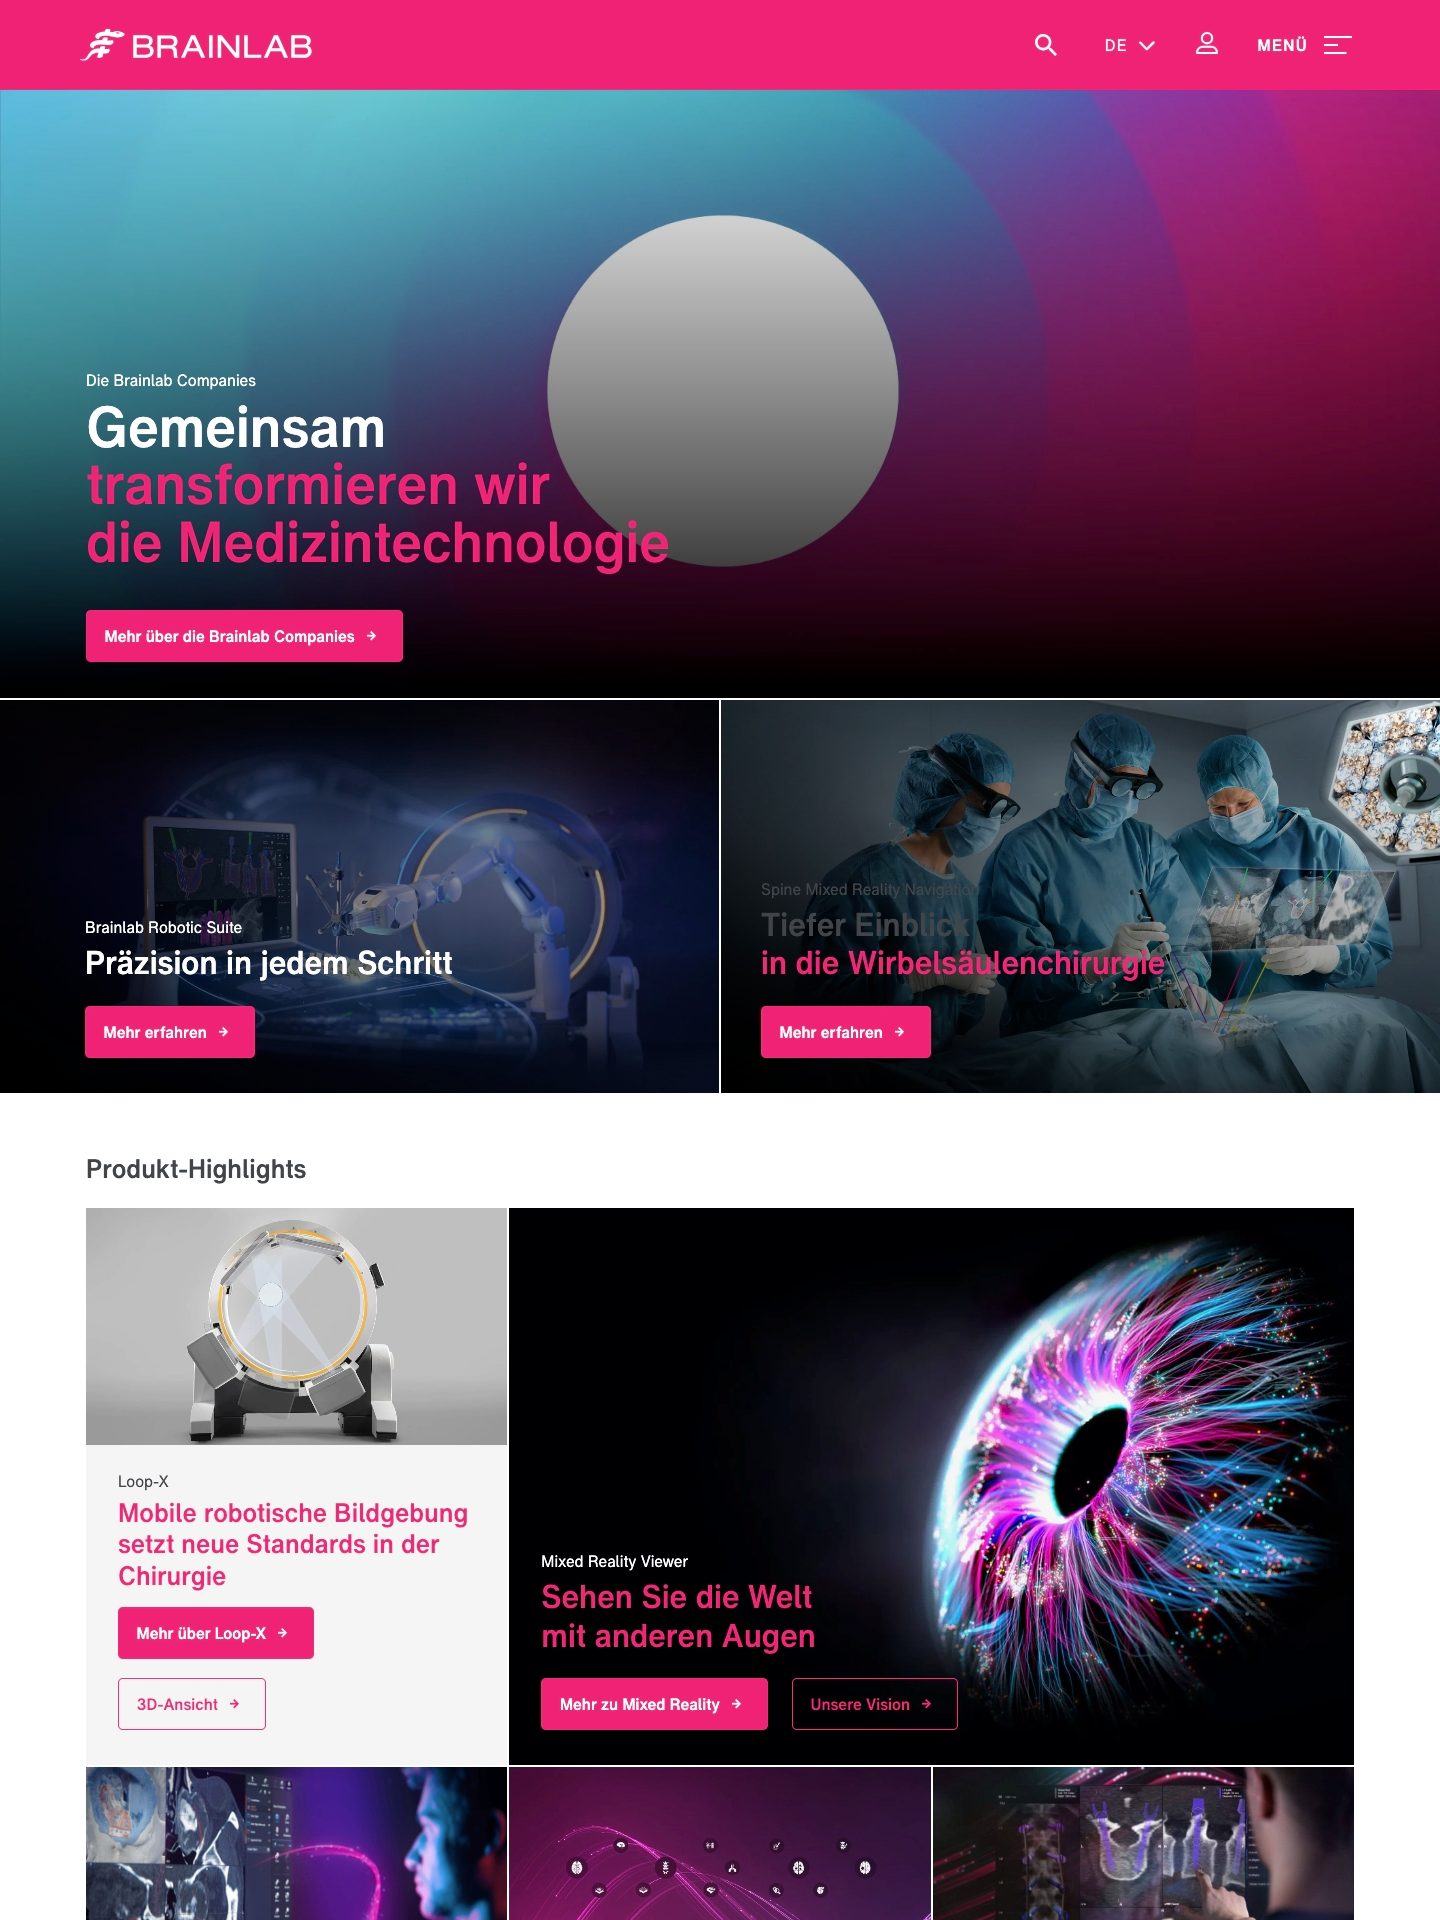 BRAINLAB
DE
MENÜ
Die Brainlab Companies
Gemeinsam
transformieren wir
die Medizintechnologie
Mehr über die Brainlab Companies
Brainlab Robotic Suite
Präzision in jedem Schritt
Mehr erfahren
Spine Mixed Reality Navigation
Tiefer Einblick
in die Wirbelsäulenchirurgie
Mehr erfahren
Produkt-Highlights
Loop-X
Mobile robotische Bildgebung
setzt neue Standards in der
Chirurgie
Mehr über Loop-X
3D-Ansicht
Mixed Reality Viewer
Sehen Sie die Welt
mit anderen Augen
Mehr zu Mixed Reality
Unsere Vision